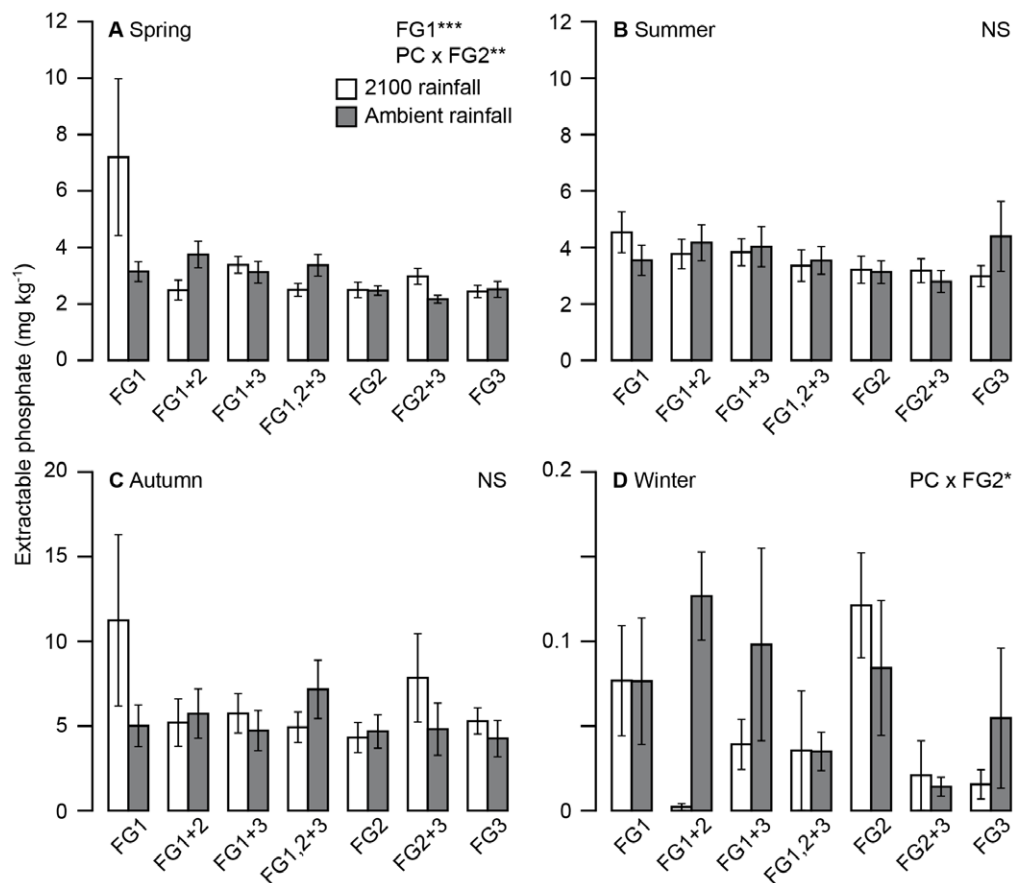 Extractable phosphate (mg kg⁻¹)
A Spring
FG1***
PC x FG2**
2100 rainfall
Ambient rainfall
12
10
8
6
4
2
0
FG1
FG1+2
FG1+3
FG1,2+3
FG2
FG2+3
FG3
B Summer
NS
12
10
8
6
4
2
0
FG1
FG1+2
FG1+3
FG1,2+3
FG2
FG2+3
FG3
C Autumn
NS
20
15
10
5
0
FG1
FG1+2
FG1+3
FG1,2+3
FG2
FG2+3
FG3
D Winter
PC x FG2*
0.2
0.1
0
FG1
FG1+2
FG1+3
FG1,2+3
FG2
FG2+3
FG3